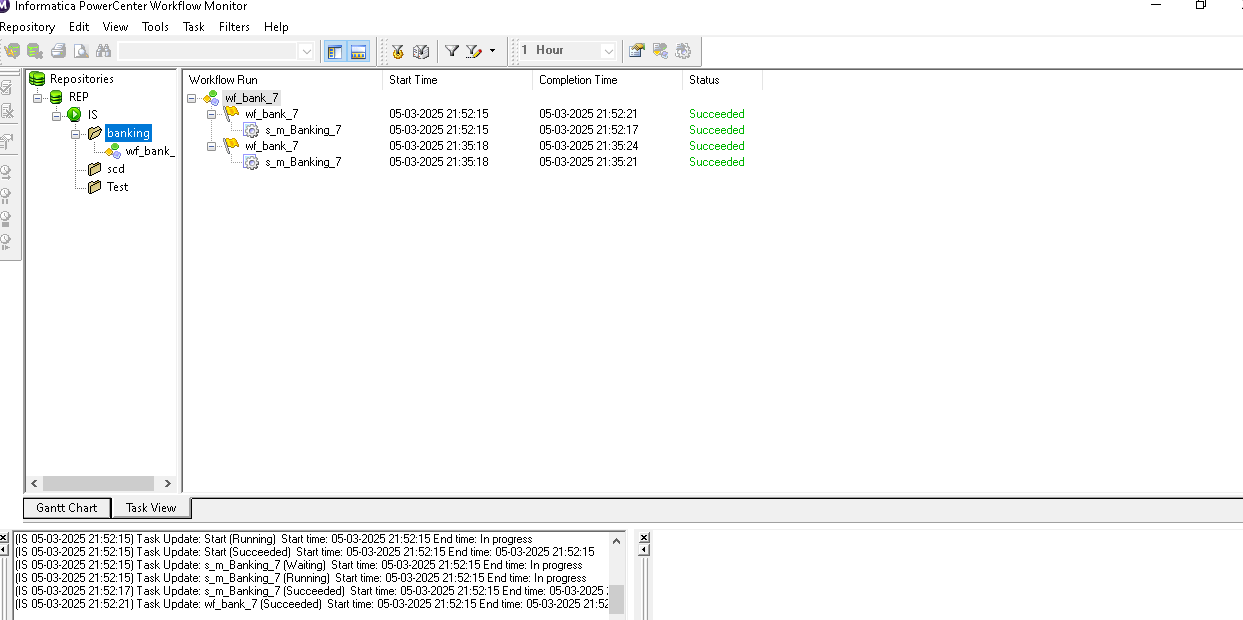 Informatica PowerCenter Workflow Monitor
Repository Edit View Tools Task Filters Help
1 Hour
Repositories
REP
IS
banking
wf_bank_
scd
Test
Workflow Run Start Time Completion Time Status
wf_bank_7
wf_bank_7 05-03-2025 21:52:15 05-03-2025 21:52:21 Succeeded
s_m_Banking_7 05-03-2025 21:52:15 05-03-2025 21:52:17 Succeeded
wf_bank_7 05-03-2025 21:35:18 05-03-2025 21:35:24 Succeeded
s_m_Banking_7 05-03-2025 21:35:18 05-03-2025 21:35:21 Succeeded
Gantt Chart Task View
(IS 05-03-2025 21:52:15) Task Update: Start (Running) Start time: 05-03-2025 21:52:15 End time: In progress
(IS 05-03-2025 21:52:15) Task Update: Start (Succeeded) Start time: 05-03-2025 21:52:15 End time: 05-03-2025 21:52:15
(IS 05-03-2025 21:52:15) Task Update: s_m_Banking_7 (Waiting) Start time: 05-03-2025 21:52:15 End time: In progress
(IS 05-03-2025 21:52:15) Task Update: s_m_Banking_7 (Running) Start time: 05-03-2025 21:52:15 End time: In progress
(IS 05-03-2025 21:52:17) Task Update: s_m_Banking_7 (Succeeded) Start time: 05-03-2025 21:52:15 End time: 05-03-2025
(IS 05-03-2025 21:52:21) Task Update: wf_bank_7 (Succeeded) Start time: 05-03-2025 21:52:15 End time: 05-03-2025 21:52